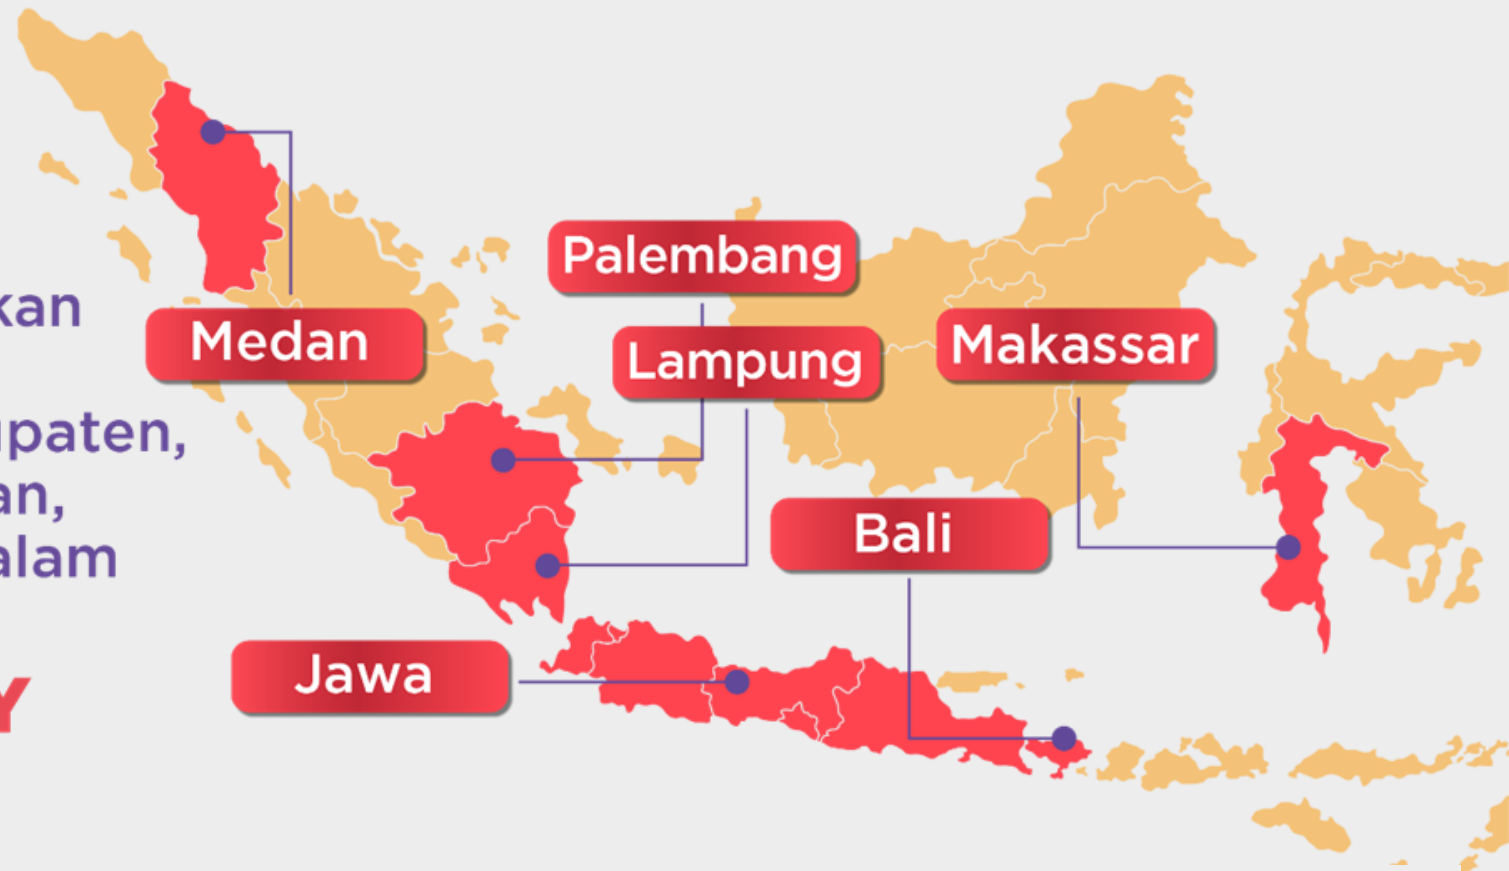 kan
upaten,
an,
alam
Y
Palembang
Lampung
Medan
Makassar
Bali
Jawa